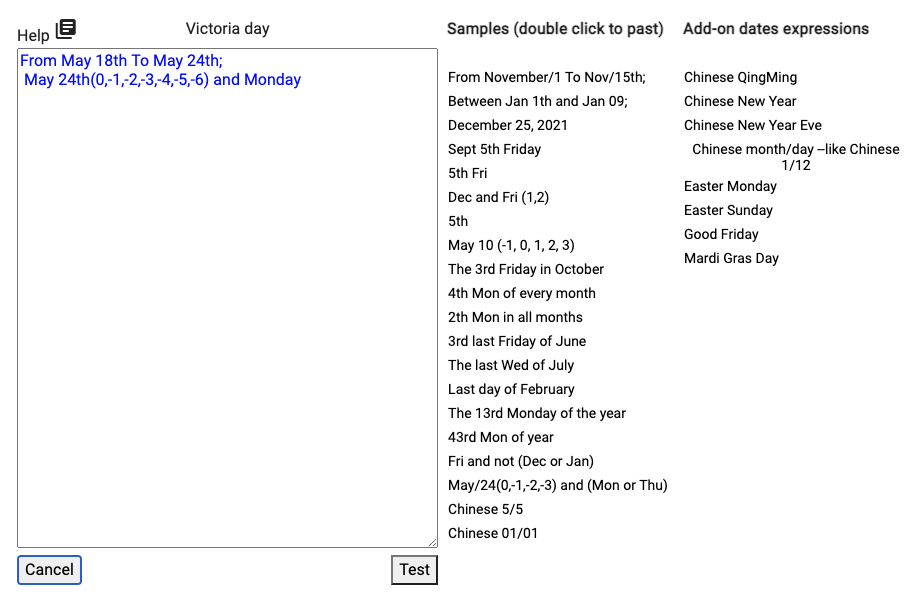 Help
Victoria day
From May 18th To May 24th;
May 24th(0,-1,-2,-3,-4,-5,-6) and Monday
Cancel
Test
Samples (double click to past)
From November/1 To Nov/15th;
Between Jan 1th and Jan 09;
December 25, 2021
Sept 5th Friday
5th Fri
Dec and Fri (1,2)
5th
May 10 (-1, 0, 1, 2, 3)
The 3rd Friday in October
4th Mon of every month
2th Mon in all months
3rd last Friday of June
The last Wed of July
Last day of February
The 13rd Monday of the year
43rd Mon of year
Fri and not (Dec or Jan)
May/24(0,-1,-2,-3) and (Mon or Thu)
Chinese 5/5
Chinese 01/01
Add-on dates expressions
Chinese QingMing
Chinese New Year
Chinese New Year Eve
Chinese month/day --like Chinese
1/12
Easter Monday
Easter Sunday
Good Friday
Mardi Gras Day